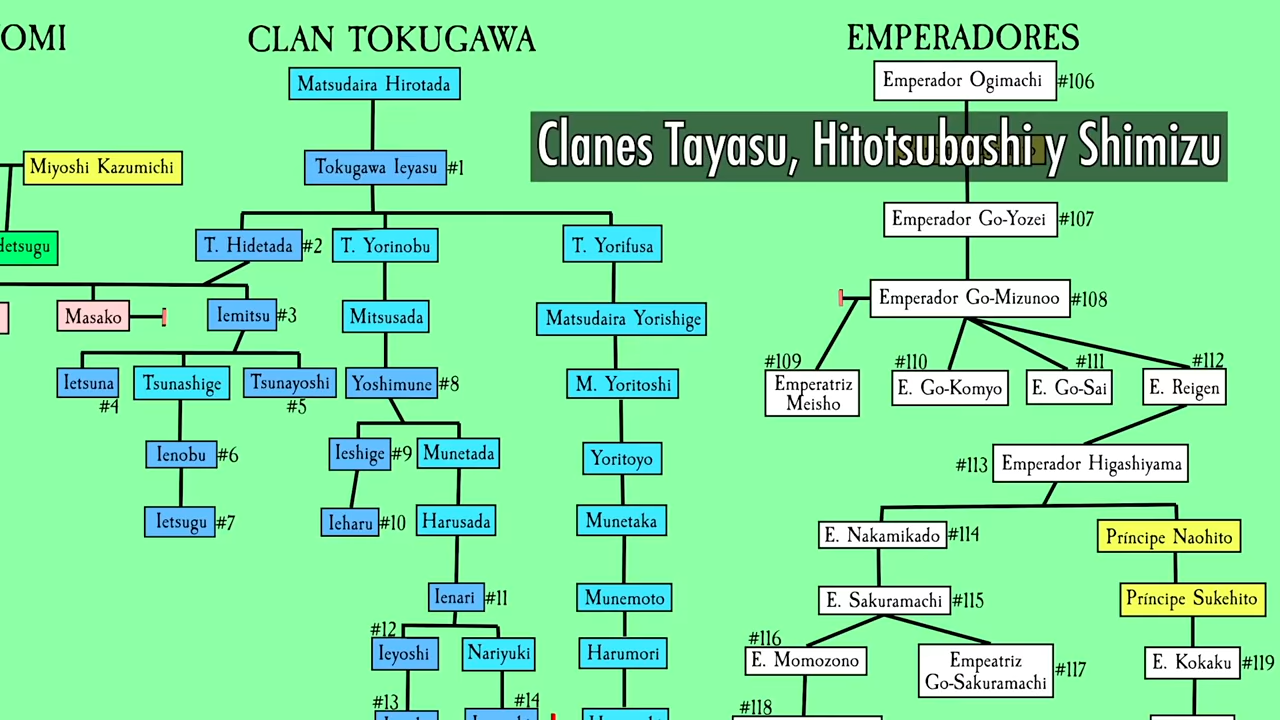 OMI
CLAN TOKUGAWA
EMPERADORES
Matsudaira Hirotada
Emperador Ogimachi #106
Clanes Tayasu, Hitotsubashi y Shimizu
Miyoshi Kazumichi
Tokugawa Ieyasu #1
Emperador Go-Yozei #107
detsugu
T. Hidetada #2
T. Yorinobu
T. Yorifusa
Emperador Go-Mizunoo #108
Masako
Iemitsu #3
Mitsusada
Matsudaira Yorishige
#109
#110
#111
#112
Ietsuna
#4
Tsunashige
Tsunayoshi
#5
Yoshimune #8
M. Yoritoshi
Emperatriz
Meisho
E. Go-Komyo
E. Go-Sai
E. Reigen
Ienobu #6
Ieshige #9
Munetada
Yoritoyo
#113 Emperador Higashiyama
Ietsugu #7
Ieharu #10
Harusada
Munetaka
E. Nakamikado #114
Príncipe Naohito
Ienari #11
Munemoto
E. Sakuramachi #115
Príncipe Sukehito
#12
Ieyoshi
Nariyuki
Harumori
#116
E. Momozono
Empeatriz
Go-Sakuramachi #117
E. Kokaku #119
#13
#14
#118